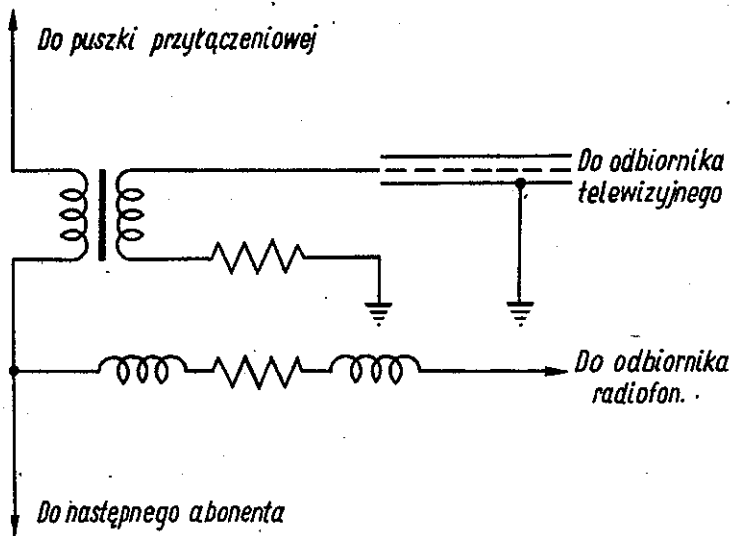 Do puszki przyłączeniowej
Do odbiornika
telewizyjnego
Do odbiornika
radiofon.
Do następnego abonenta